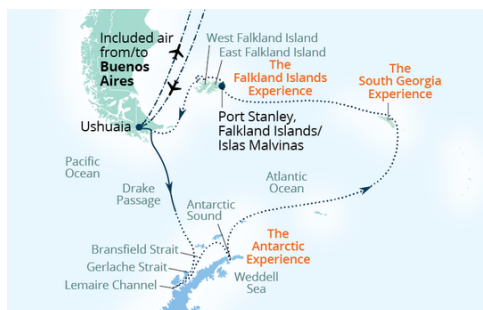 Included air
from/to
Buenos
Aires
West Falkland Island
East Falkland Island
The
Falkland Islands
Experience
The
South Georgia
Experience
Port Stanley,
Falkland Islands/
Islas Malvinas
Ushuaia
Pacific
Ocean
Drake
Passage
Atlantic
Ocean
Antarctic
Sound
The
Antarctic
Experience
Bransfield Strait
Gerlache Strait
Lemaire Channel
Weddell
Sea